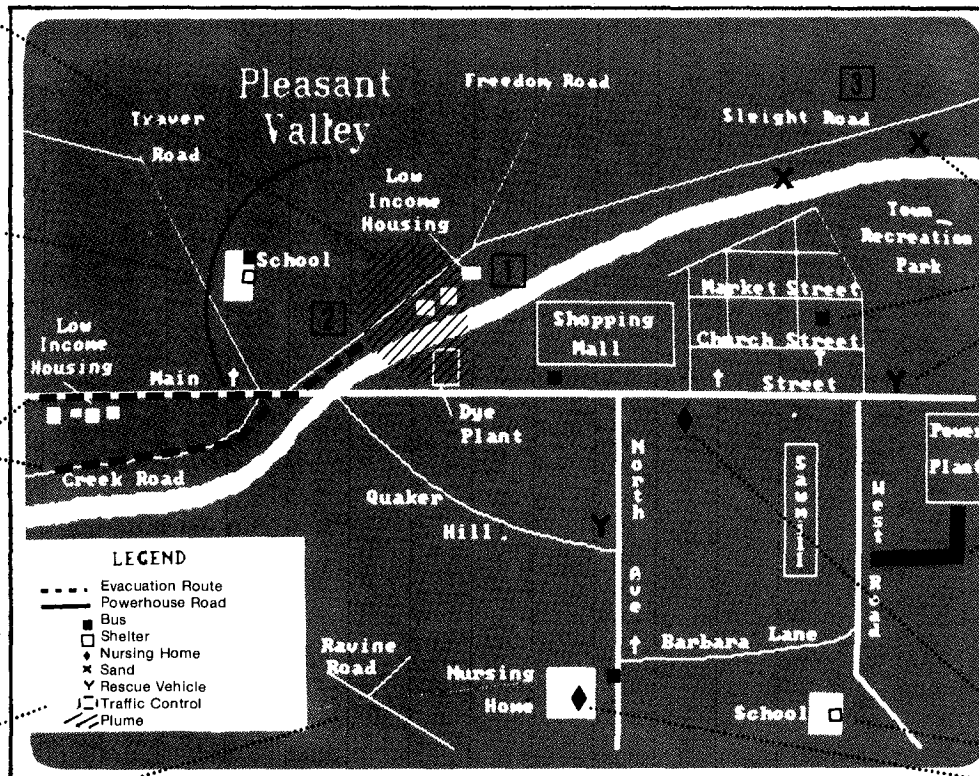 Pleasant
Valley
Freedom Road
3
Sleight Road
Traver
Road
Low
Income
Housing
Town
Recreation
Park
School
1
Market Street
2
Shopping
Mall
Church Street
Low
Income
Housing
Main
Street
Dye
Plant
Power
Plant
North Ave
Sawmill
West Road
Creek Road
Quaker
Hill
LEGEND
Evacuation Route
Powerhouse Road
Bus
Shelter
Nursing Home
Sand
Rescue Vehicle
Traffic Control
Plume
Ravine
Road
Barbara Lane
Nursing
Home
School